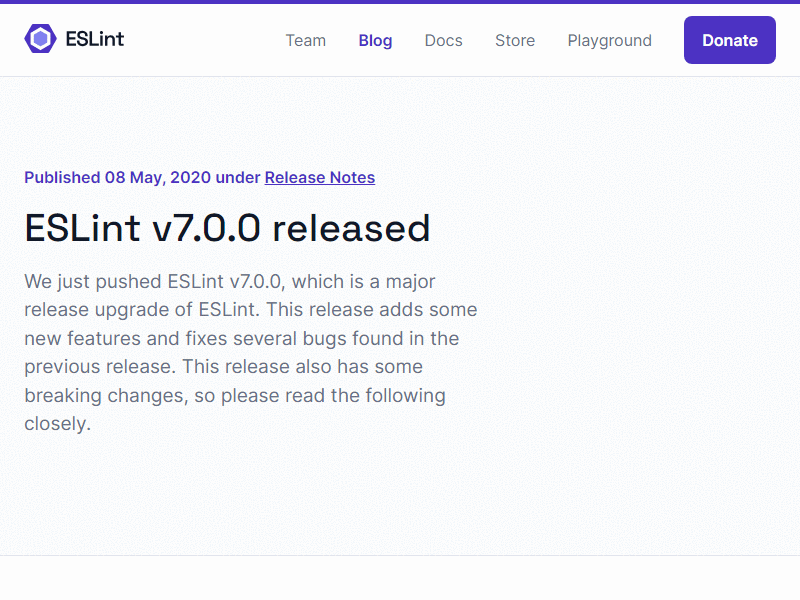 ESLint
Team
Blog
Docs
Store
Playground
Donate
Published 08 May, 2020 under Release Notes
ESLint v7.0.0 released
We just pushed ESLint v7.0.0, which is a major
release upgrade of ESLint. This release adds some
new features and fixes several bugs found in the
previous release. This release also has some
breaking changes, so please read the following
closely.